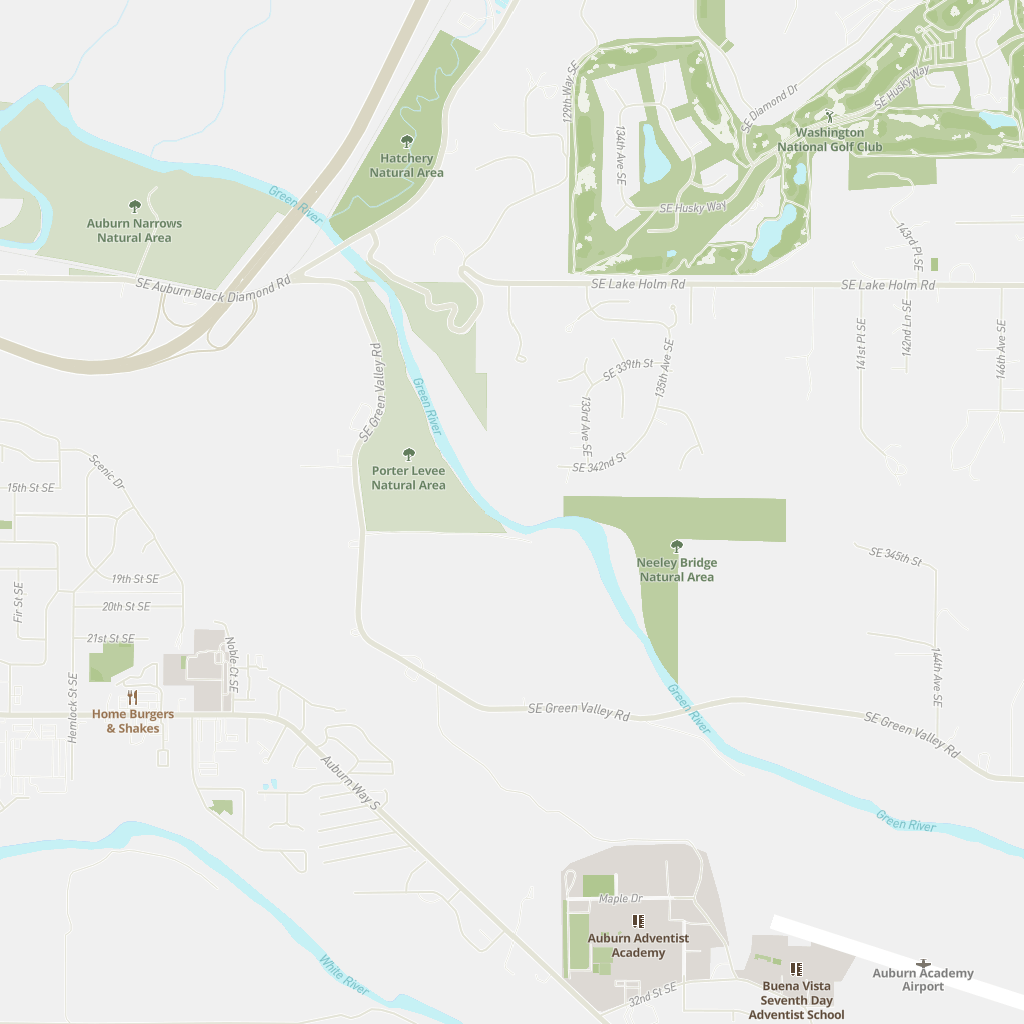 129th Way SE
SE Diamond Dr
SE Husky Way
Washington
National Golf Club
134th Ave SE
Hatchery
Natural Area
Green River
Auburn Narrows
Natural Area
SE Husky Way
143rd Pl SE
SE Auburn Black Diamond Rd
SE Lake Holm Rd
SE Lake Holm Rd
141st Pl SE
142nd Ln SE
146th Ave SE
SE Green Valley Rd
Green River
SE 339th St
135th Ave SE
133rd Ave SE
SE 342nd St
Scenic Dr
15th St SE
Porter Levee
Natural Area
Neeley Bridge
Natural Area
SE 345th St
Fir St SE
19th St SE
20th St SE
21st St SE
Noble Ct SE
Hemlock St SE
144th Ave SE
Home Burgers
& Shakes
Green River
SE Green Valley Rd
SE Green Valley Rd
Auburn Way S
Green River
Maple Dr
Auburn Adventist
Academy
White River
32nd St SE
Buena Vista
Seventh Day
Adventist School
Auburn Academy
Airport